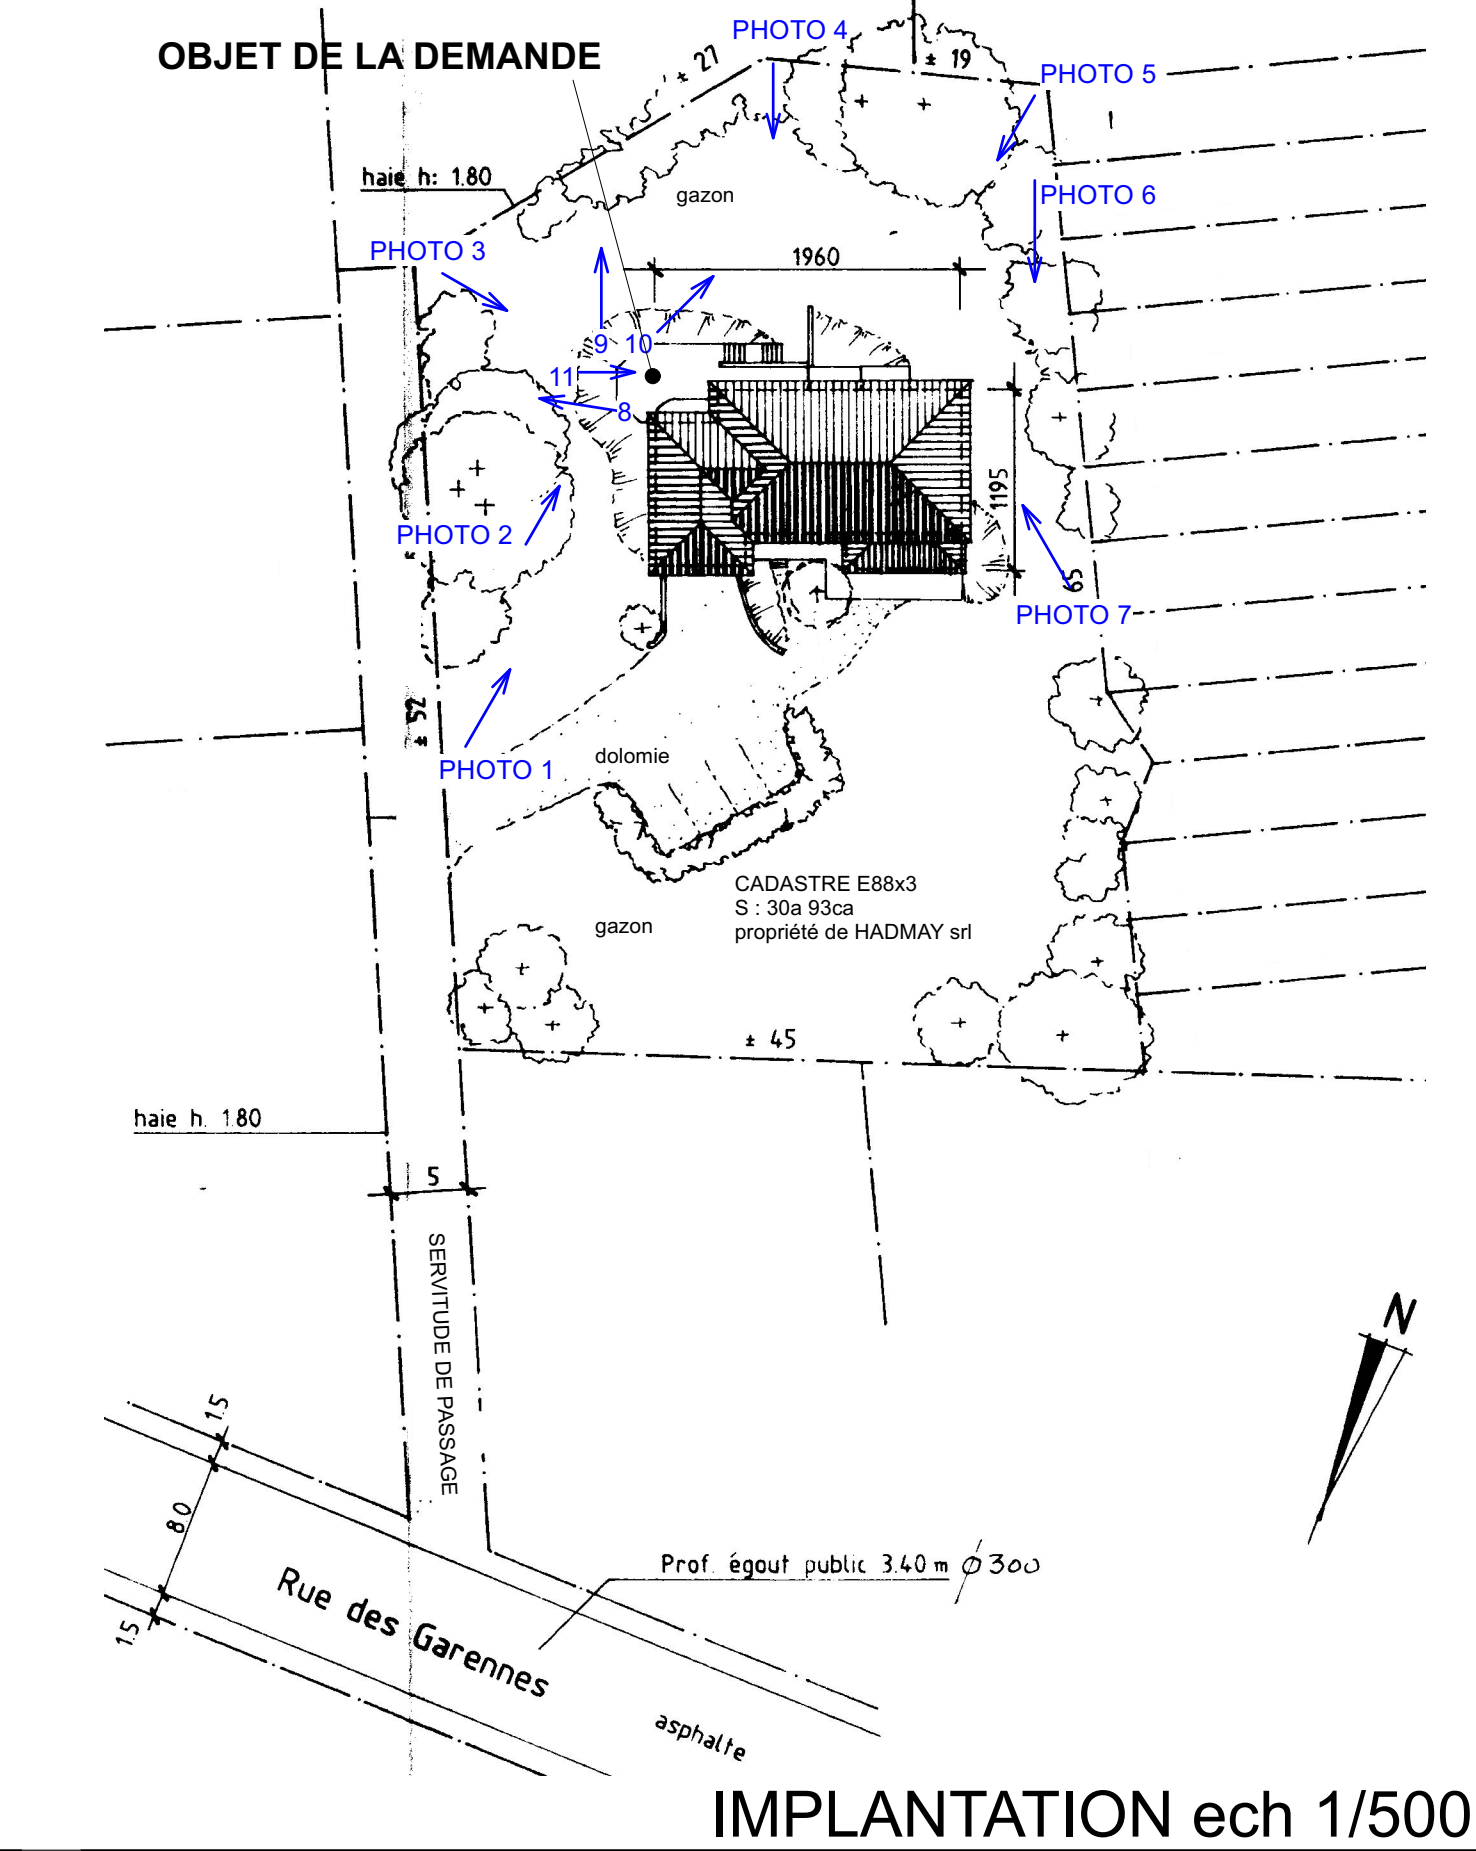 PHOTO 4
OBJET DE LA DEMANDE
± 27
± 19
PHOTO 5
haie h: 1.80
gazon
PHOTO 6
PHOTO 3
1960
9 10
11
8
1195
PHOTO 2
65
PHOTO 7
± 52
dolomie
PHOTO 1
CADASTRE E88x3
S : 30a 93ca
propriété de HADMAY srl
gazon
± 45
haie h. 1.80
5
SERVITUDE DE PASSAGE
N
1.5
8.0
1.5
Prof. égout public 3.40 m ø 300
Rue des Garennes
asphalte
IMPLANTATION ech 1/500